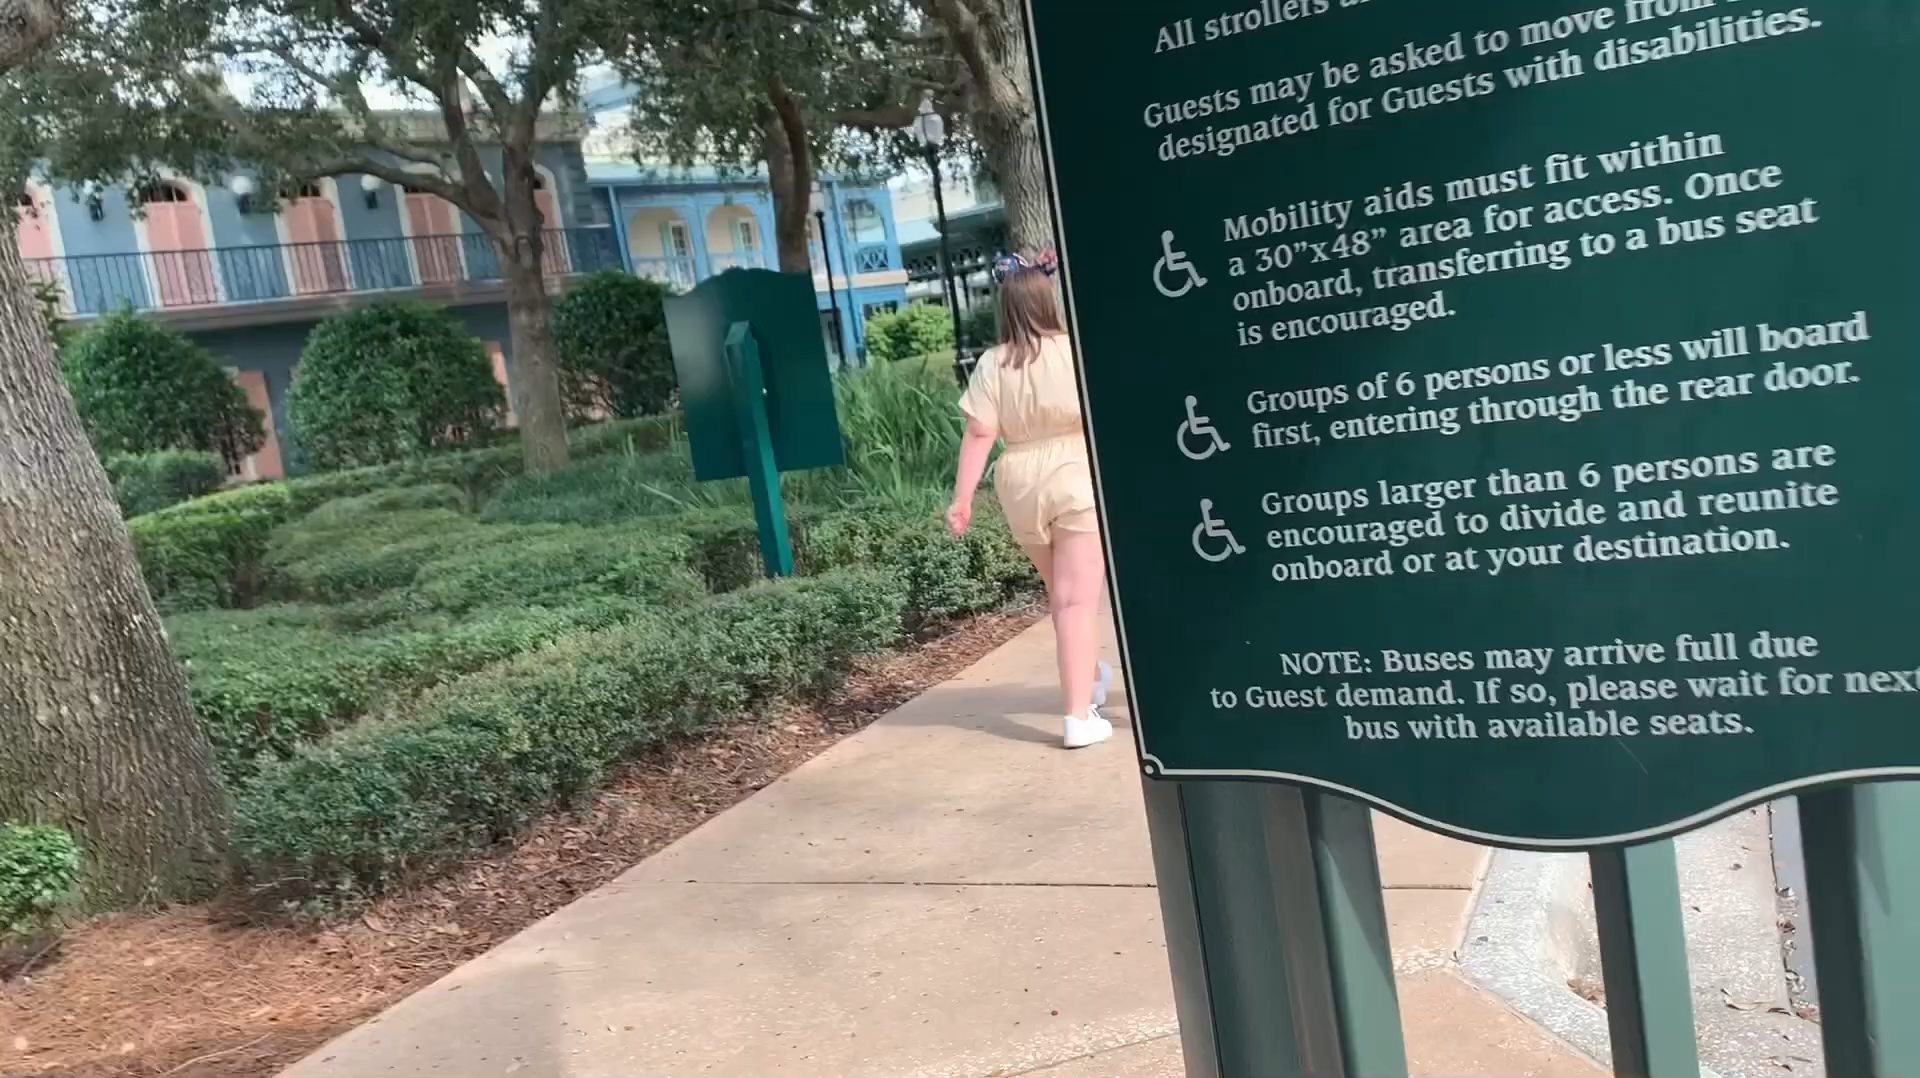 All strollers
Guests may be asked to move from
designated for Guests with disabilities.
Mobility aids must fit within
a 30”x48” area for access. Once
onboard, transferring to a bus seat
is encouraged.
Groups of 6 persons or less will board
first, entering through the rear door.
Groups larger than 6 persons are
encouraged to divide and reunite
onboard or at your destination.
NOTE: Buses may arrive full due
to Guest demand. If so, please wait for next
bus with available seats.